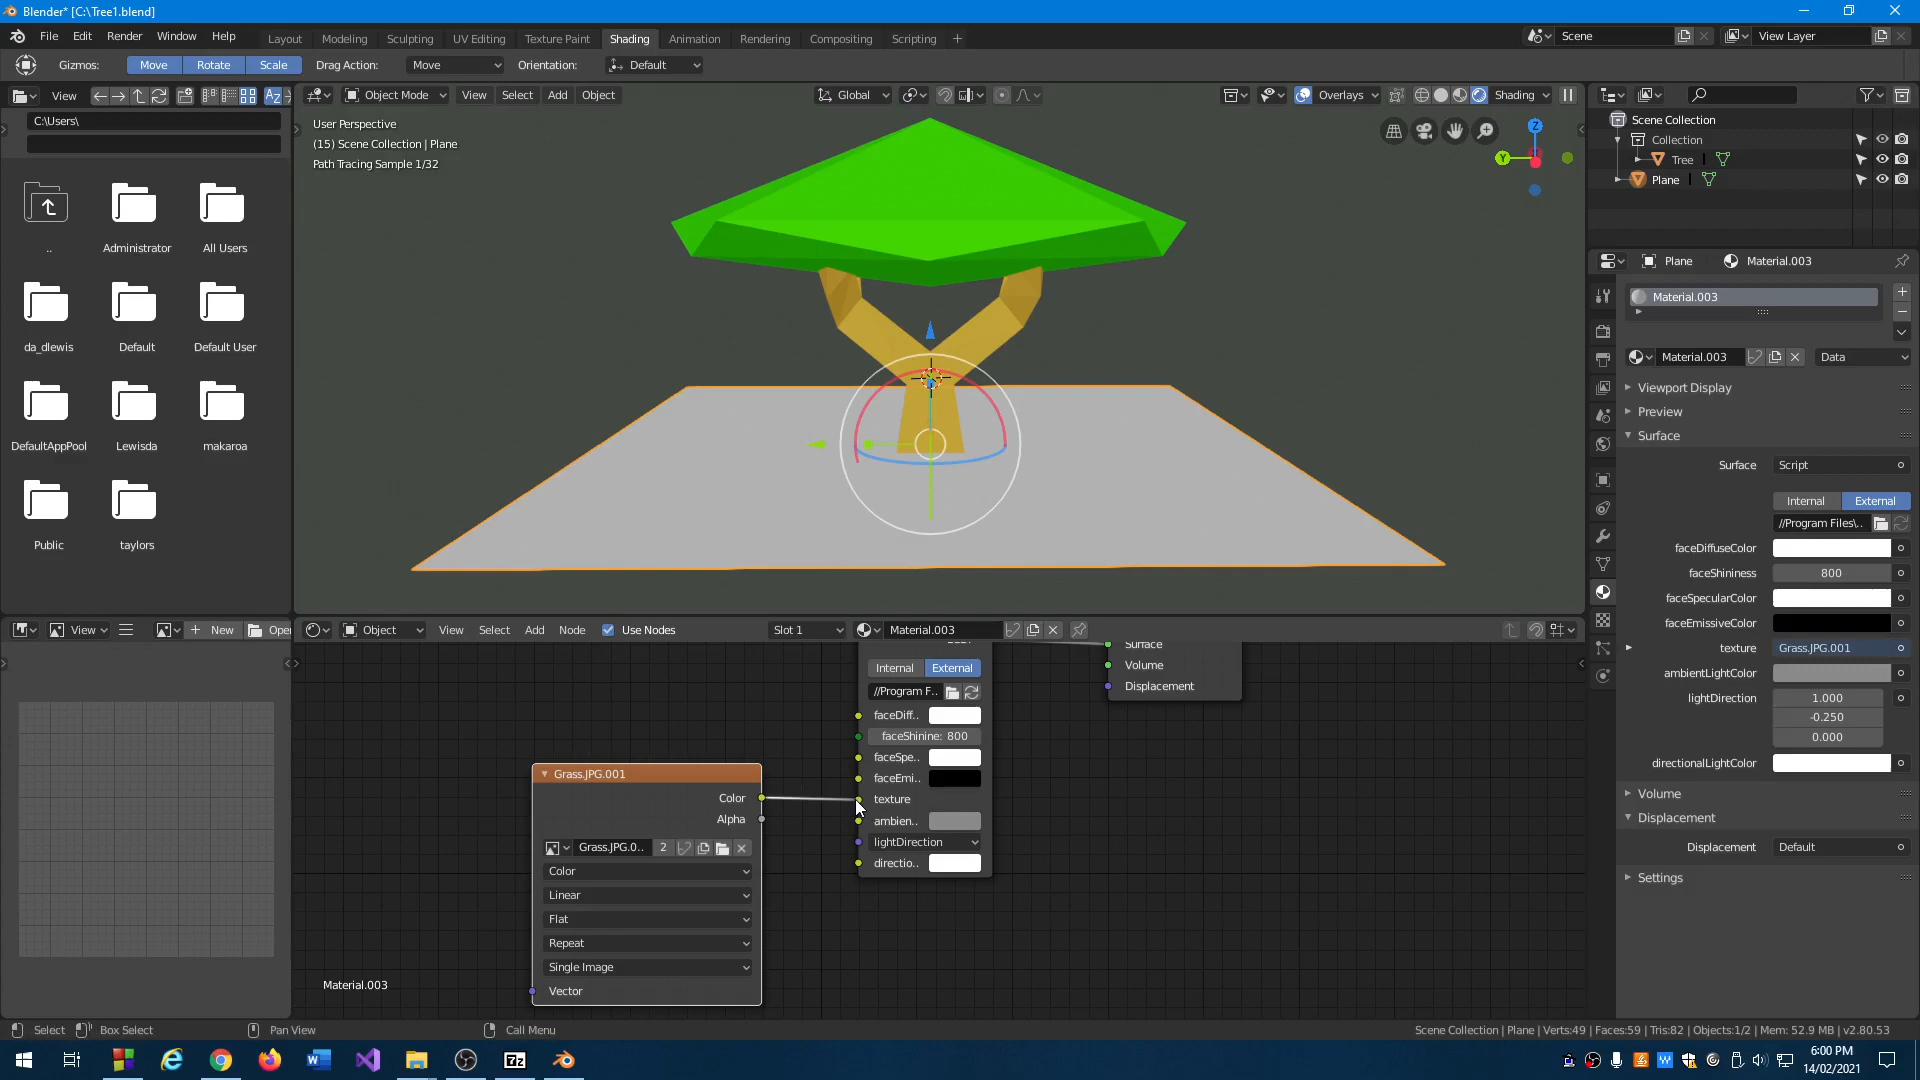 Blender* [C:\Tree1.blend]
File Edit Render Window Help
Layout Modeling Sculpting UV Editing Texture Paint Shading Animation Rendering Compositing Scripting +
Scene
View Layer
Gizmos: Move Rotate Scale Drag Action: Move Orientation: Default
View
C:\Users\
..
Administrator
All Users
da_dlewis
Default
Default User
DefaultAppPool
Lewisda
makaroa
Public
taylors
Object Mode View Select Add Object Global Overlays Shading
User Perspective
(15) Scene Collection | Plane
Path Tracing Sample 1/32
Z
Y
Scene Collection
Collection
Tree
Plane
Plane Material.003
Material.003
Material.003 Data
Viewport Display
Preview
Surface
Surface Script
Internal External
//Program Files\..
faceDiffuseColor
faceShininess 800
faceSpecularColor
faceEmissiveColor
texture Grass.JPG.001
ambientLightColor
lightDirection 1.000
-0.250
0.000
directionalLightColor
Volume
Displacement
Displacement Default
Settings
View + New Open
Object View Select Add Node Use Nodes Slot 1 Material.003
Surface
Volume
Displacement
Internal External
//Program F..
faceDiff..
faceShinine: 800
faceSpe..
faceEmi..
texture
ambien..
lightDirection
directio..
Grass.JPG.001
Color
Alpha
Grass.JPG.0.. 2
Color
Linear
Flat
Repeat
Single Image
Vector
Material.003
Select Box Select Pan View Call Menu
Scene Collection | Plane | Verts:49 | Faces:59 | Tris:82 | Objects:1/2 | Mem: 52.9 MB | v2.80.53
6:00 PM
14/02/2021